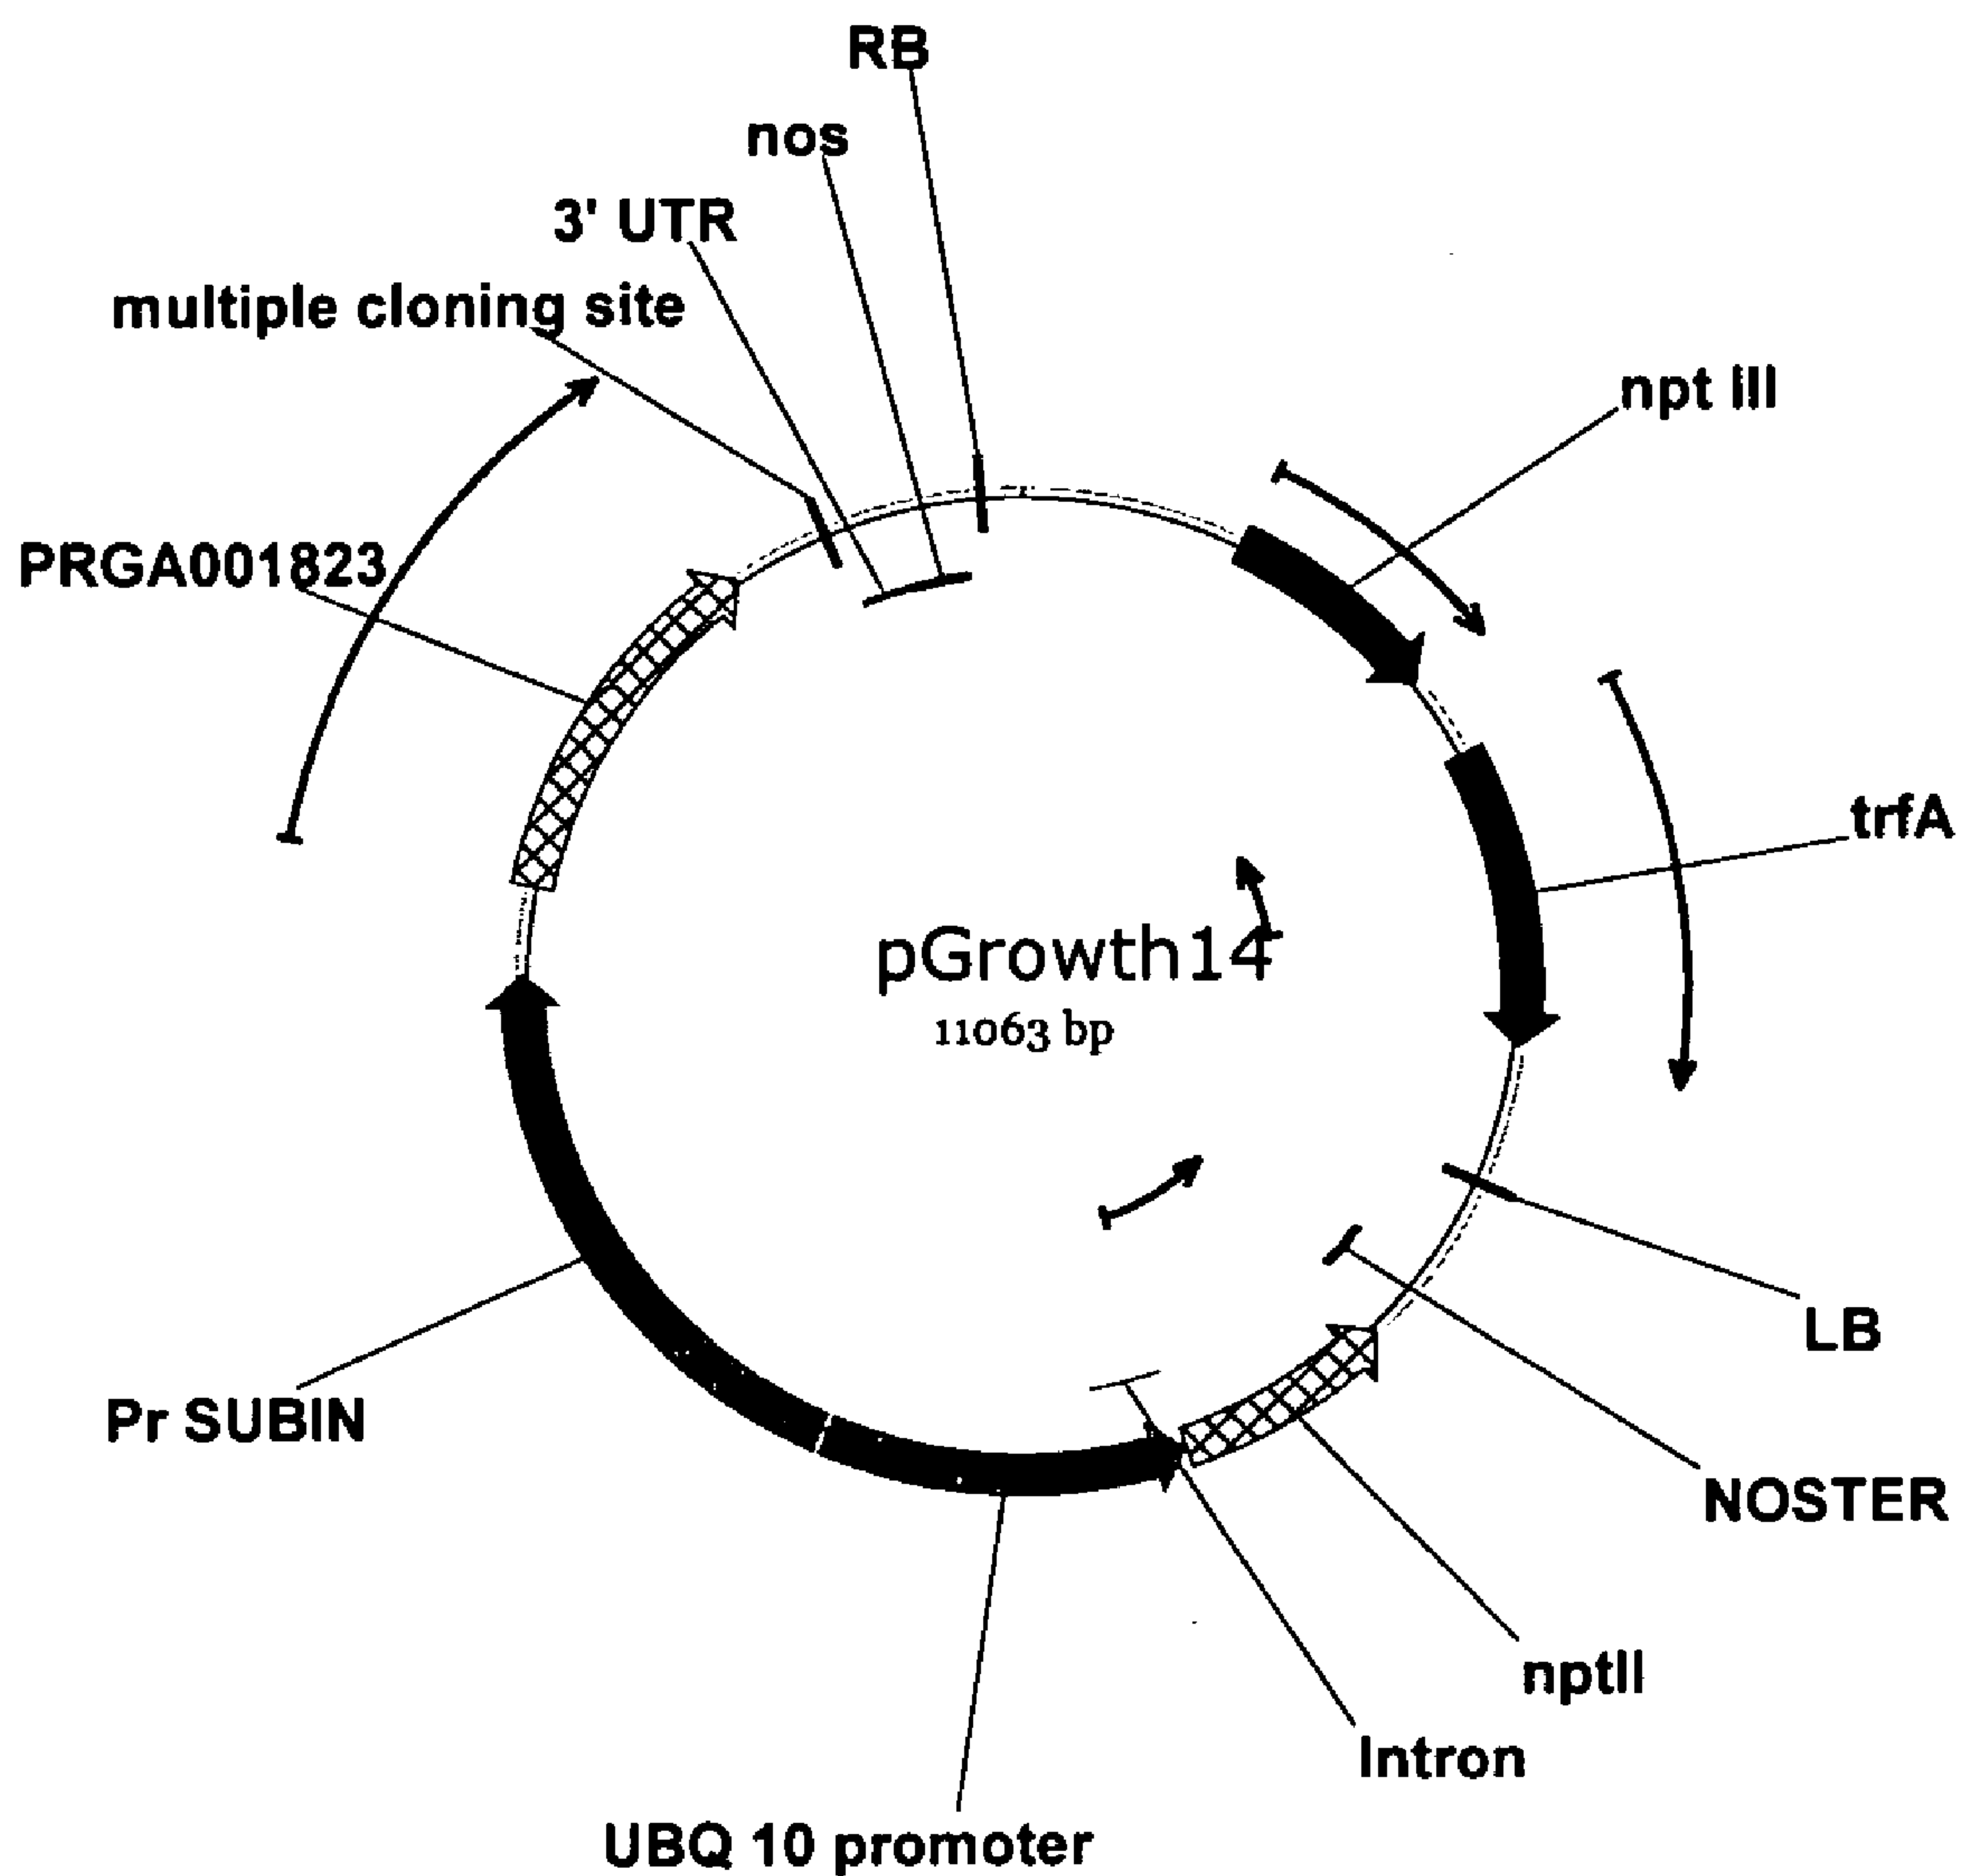 RB
nos
3' UTR
multiple cloning site
npt III
PRGA001823
trfA
pGrowth14
11063 bp
LB
Pr SUBIN
NOSTER
nptII
Intron
UBQ 10 promoter